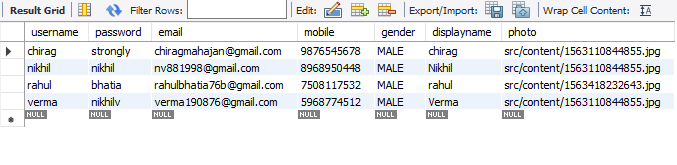 Result Grid Filter Rows: Edit: Export/Import: Wrap Cell Content: IA
username password email mobile gender displayname photo
chirag strongly chiragmahajan@gmail.com 9876545678 MALE chirag src/content/1563110844855.jpg
nikhil nikhil nv881998@gmail.com 8968950448 MALE Nikhil src/content/1563110844855.jpg
rahul bhatia rahulbhatia76b@gmail.com 7508117532 MALE rahul src/content/1563418232643.jpg
verma nikhilv verma190876@gmail.com 5968774512 MALE Verma src/content/1563110844855.jpg
NULL NULL NULL NULL NULL NULL NULL